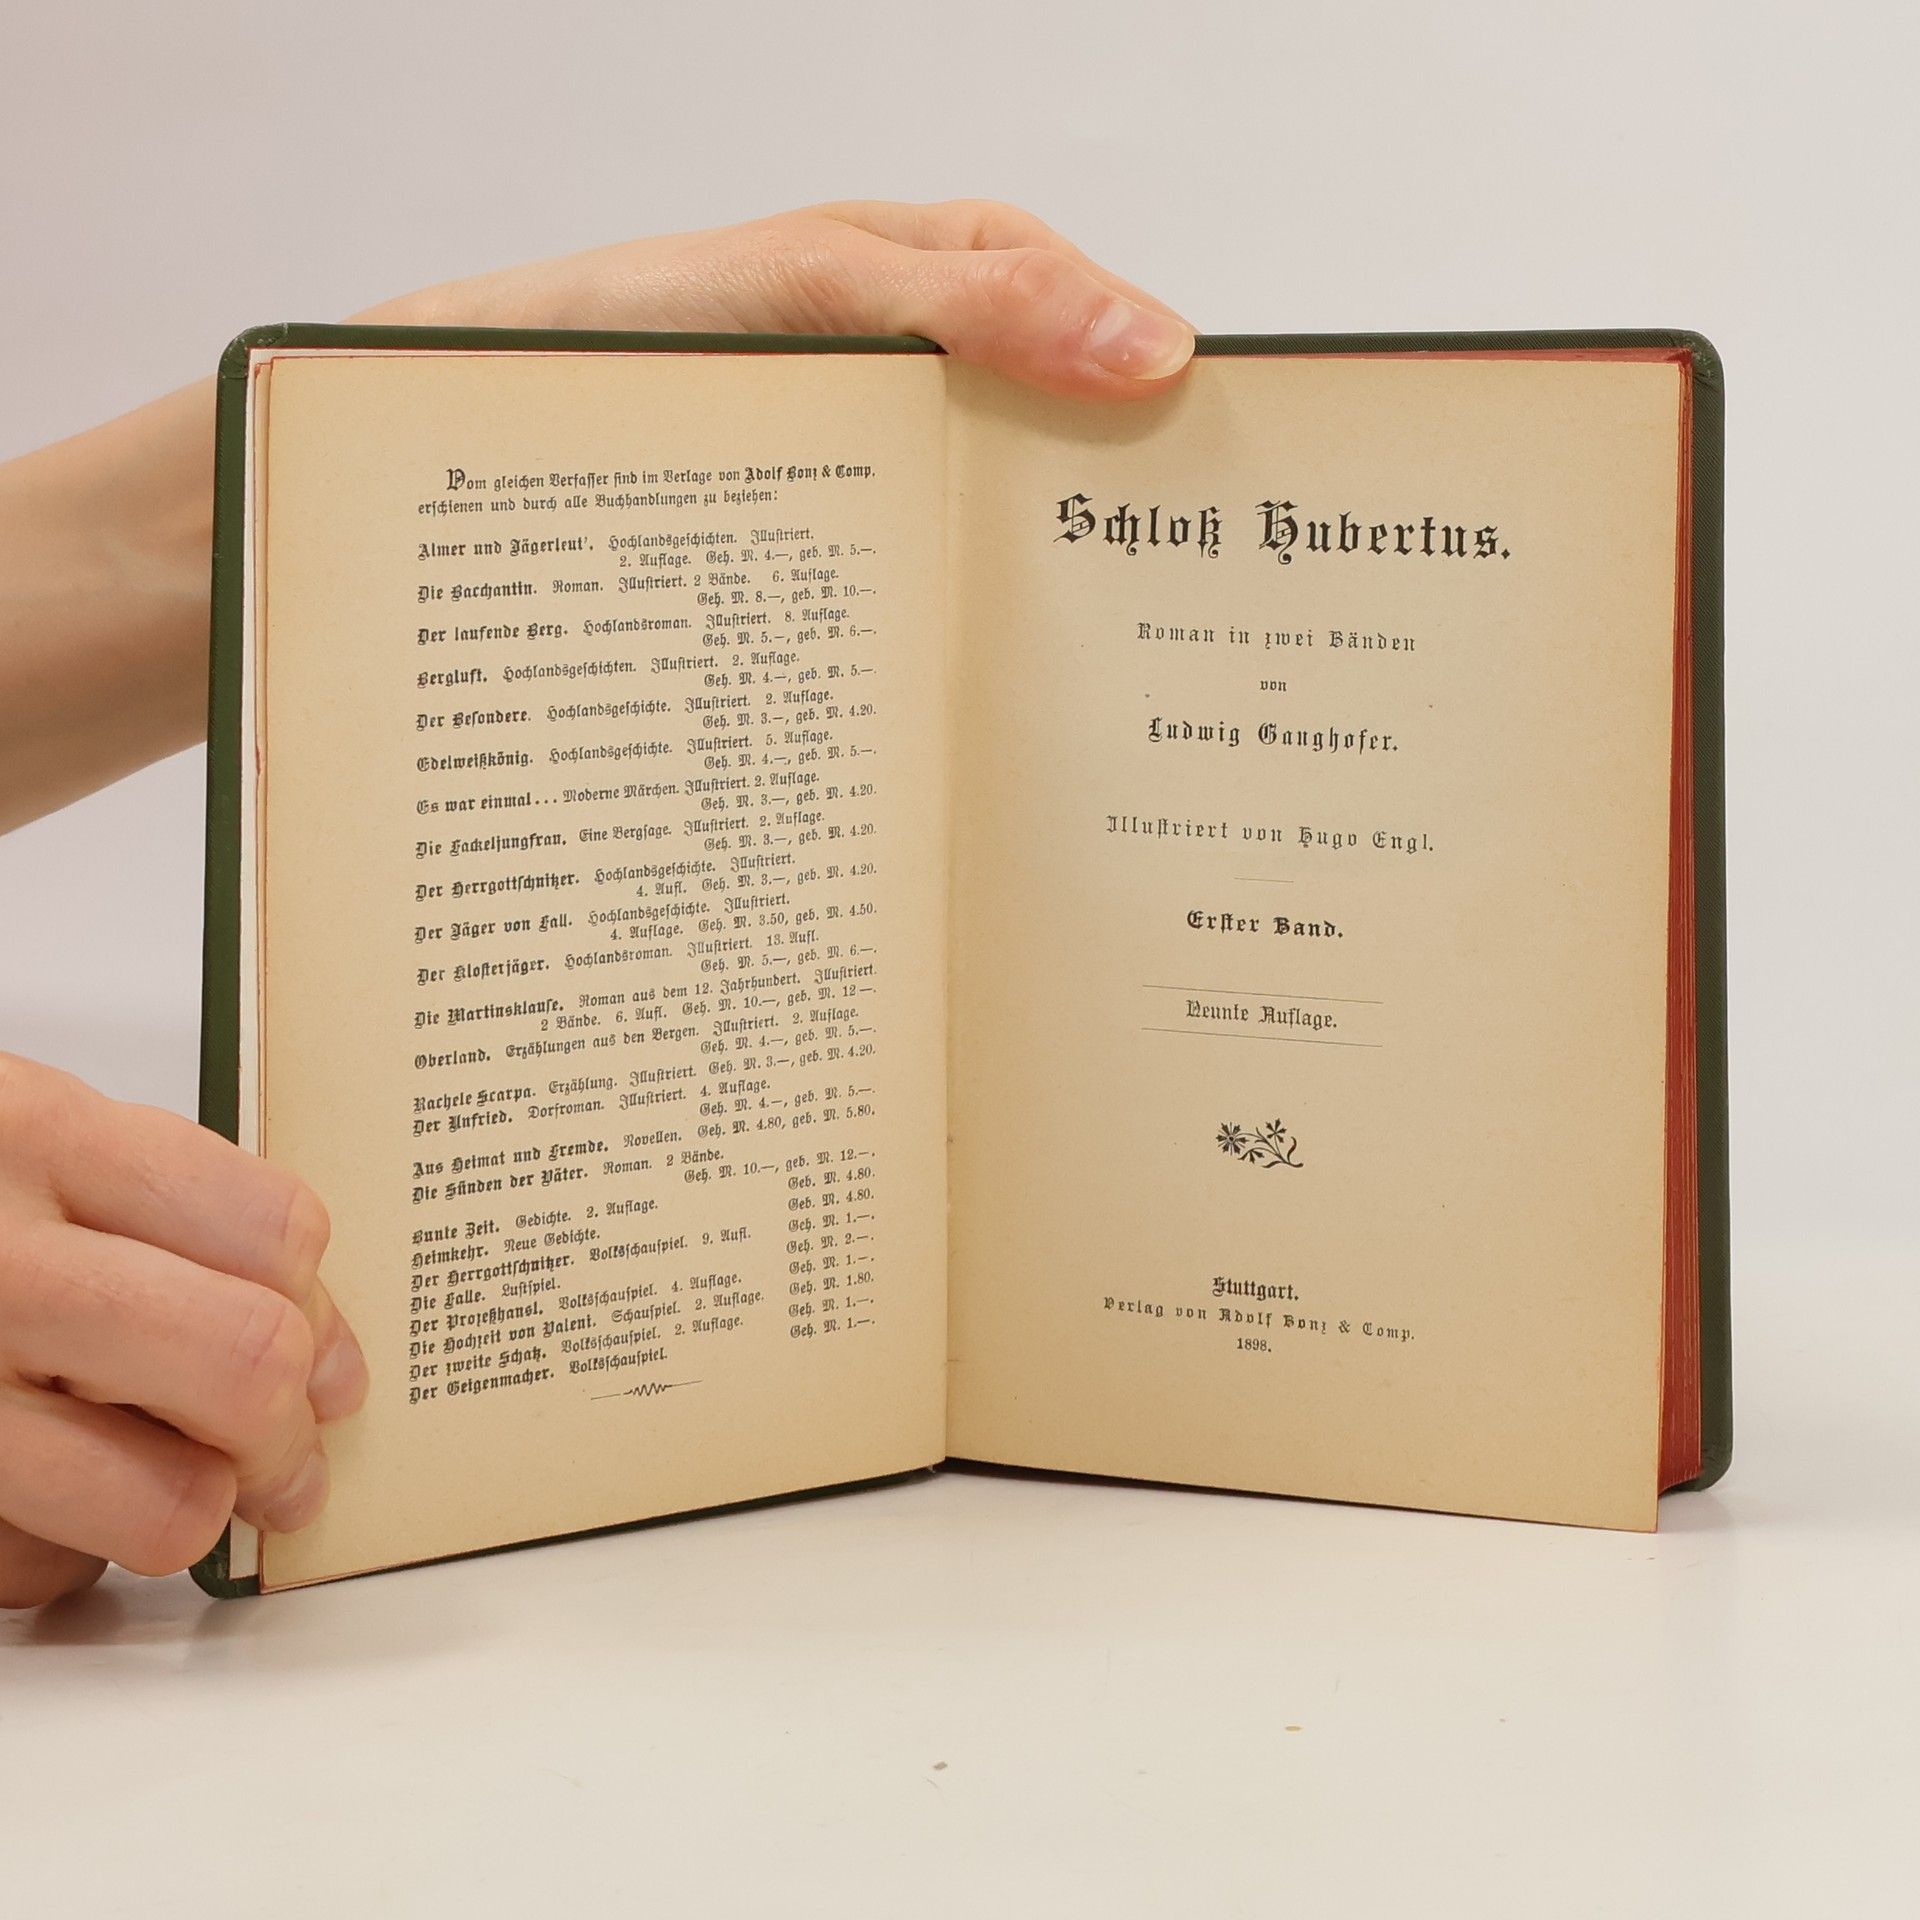 Vom gleichen Verfasser sind im Verlage von Adolf Bonz & Comp.
erschienen und durch alle Buchhandlungen zu beziehen:
Almer und Jägerleut'. Hochlandsgeschichten. Illustriert.
2. Auflage. Geh. M. 4.—, geb. M. 5.—.
Die Bacchantin. Roman. Illustriert. 2 Bände. 6. Auflage.
Geh. M. 8.—, geb. M. 10.—.
Der laufende Berg. Hochlandsroman. Illustriert. 8. Auflage.
Geh. M. 5.—, geb. M. 6.—.
Bergluft. Hochlandsgeschichten. Illustriert. 2. Auflage.
Geh. M. 4.—, geb. M. 5.—.
Der Besondere. Hochlandsgeschichte. Illustriert. 2. Auflage.
Geh. M. 3.—, geb. M. 4.20.
Edelweißkönig. Hochlandsgeschichte. Illustriert. 5. Auflage.
Geh. M. 4.—, geb. M. 5.—.
Es war einmal... Moderne Märchen. Illustriert. 2. Auflage.
Geh. M. 3.—, geb. M. 4.20.
Die Fackeljungfrau. Eine Bergsage. Illustriert. 2. Auflage.
Geh. M. 3.—, geb. M. 4.20.
Der Herrgottschnitzer. Hochlandsgeschichte. Illustriert.
4. Aufl. Geh. M. 3.—, geb. M. 4.20.
Der Jäger von Fall. Hochlandsgeschichte. Illustriert.
4. Auflage. Geh. M. 3.50, geb. M. 4.50.
Der Klosterjäger. Hochlandsroman. Illustriert. 13. Aufl.
Geh. M. 5.—, geb. M. 6.—.
Die Martinsklause. Roman aus dem 12. Jahrhundert. Illustriert.
2 Bände. 6. Aufl. Geh. M. 10.—, geb. M. 12—.
Oberland. Erzählungen aus den Bergen. Illustriert. 2. Auflage.
Geh. M. 4.—, geb. M. 5.—.
Rachele Scarpa. Erzählung. Illustriert. Geh. M. 3.—, geb. M. 4.20.
Der Unfried. Dorfroman. Illustriert. 4. Auflage.
Geh. M. 4.—, geb. M. 5.—.
Aus Heimat und Fremde. Novellen. Geh. M. 4.80, geb. M. 5.80.
Die Sünden der Väter. Roman. 2 Bände.
Geh. M. 10.—, geb. M. 12.—.
Bunte Zeit. Gedichte. 2. Auflage. Geb. M. 4.80.
Heimkehr. Neue Gedichte. Geb. M. 4.80.
Der Herrgottschnitzer. Volksschauspiel. 9. Aufl. Geh. M. 1.—.
Die Falle. Lustspiel. Geh. M. 2.—.
Der Prozeßhansl. Volksschauspiel. 4. Auflage. Geh. M. 1.—.
Die Hochzeit von Valeni. Schauspiel. 2. Auflage. Geh. M. 1.80.
Der zweite Schatz. Volksschauspiel. 2. Auflage. Geh. M. 1.—.
Der Geigenmacher. Volksschauspiel. Geh. M. 1.—.
Schloß Hubertus.
Roman in zwei Bänden
von
Ludwig Ganghofer.
Illustriert von Hugo Engl.
Erster Band.
Neunte Auflage.
Stuttgart.
Verlag von Adolf Bonz & Comp.
1898.